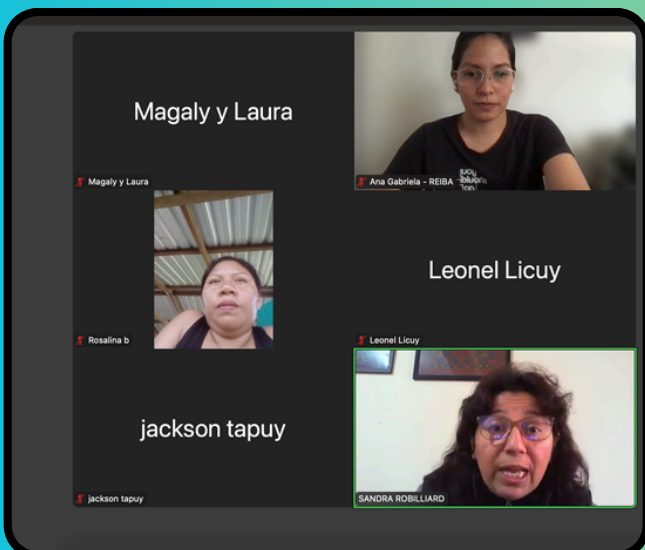 Magaly y Laura
Magaly y Laura
Ana Gabriela - REIBA
Rosalina b
Leonel Licuy
Leonel Licuy
jackson tapuy
jackson tapuy
SANDRA ROBILLIARD